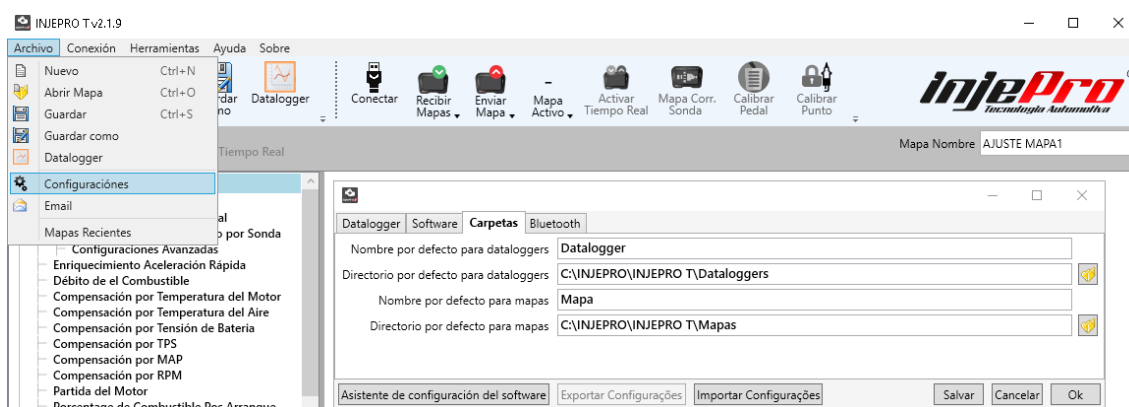 INJEPRO T v2.1.9
Archivo Conexión Herramientas Ayuda Sobre
Nuevo Ctrl+N
Abrir Mapa Ctrl+O
Guardar Ctrl+S
Guardar como
Datalogger
Configuraciónes
Email
Mapas Recientes
Datalogger
Conectar
Recibir Mapas
Enviar Mapa
Mapa Activo
Activar Tiempo Real
Mapa Corr. Sonda
Calibrar Pedal
Calibrar Punto
injePro
Tecnologia Automotiva
Tiempo Real
Mapa Nombre AJUSTE MAPA1
por Sonda
Configuraciones Avanzadas
Enriquecimiento Aceleración Rápida
Débito de el Combustible
Compensación por Temperatura del Motor
Compensación por Temperatura del Aire
Compensación por Tensión de Bateria
Compensación por TPS
Compensación por MAP
Compensación por RPM
Partida del Motor
Porcentage de Combustible Pos Arranque
Datalogger Software Carpetas Bluetooth
Nombre por defecto para dataloggers Datalogger
Directorio por defecto para dataloggers C:\INJEPRO\INJEPRO T\Dataloggers
Nombre por defecto para mapas Mapa
Directorio por defecto para mapas C:\INJEPRO\INJEPRO T\Mapas
Asistente de configuración del software Exportar Configurações Importar Configurações Salvar Cancelar Ok